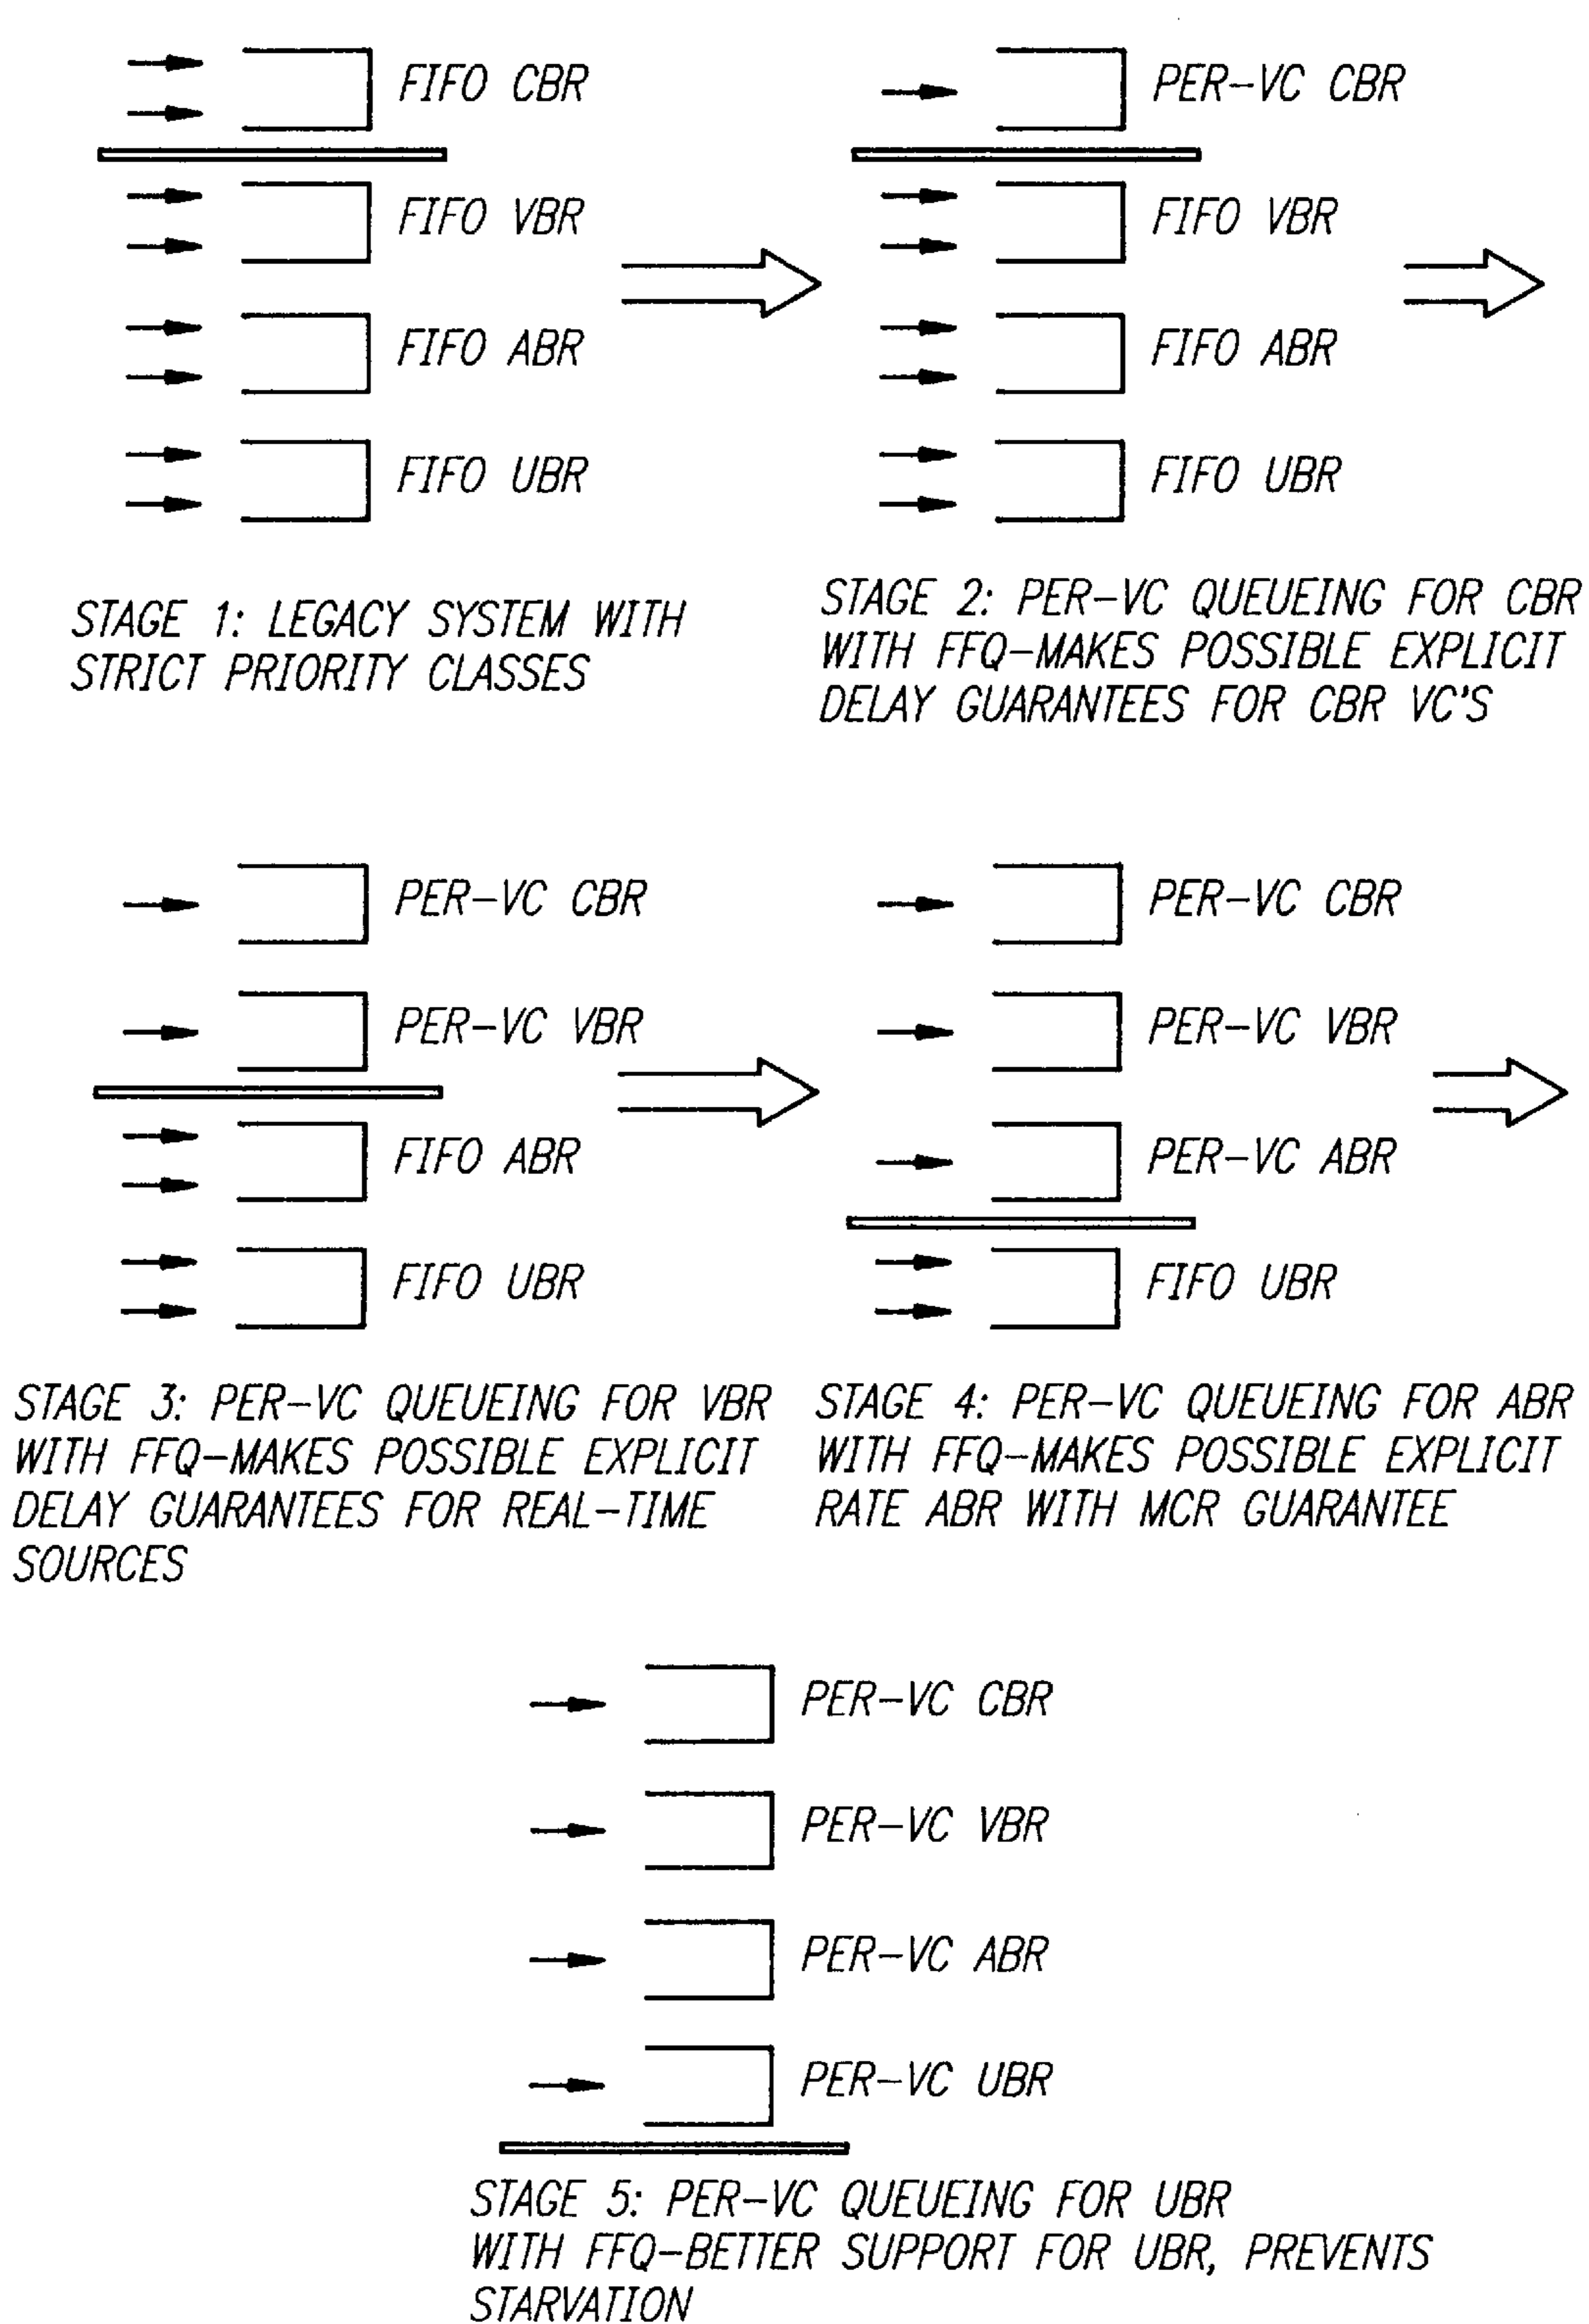 FIFO CBR
FIFO VBR
FIFO ABR
FIFO UBR
STAGE 1: LEGACY SYSTEM WITH
STRICT PRIORITY CLASSES
PER-VC CBR
FIFO VBR
FIFO ABR
FIFO UBR
STAGE 2: PER-VC QUEUEING FOR CBR
WITH FFQ-MAKES POSSIBLE EXPLICIT
DELAY GUARANTEES FOR CBR VC'S
PER-VC CBR
PER-VC VBR
FIFO ABR
FIFO UBR
STAGE 3: PER-VC QUEUEING FOR VBR
WITH FFQ-MAKES POSSIBLE EXPLICIT
DELAY GUARANTEES FOR REAL-TIME
SOURCES
PER-VC CBR
PER-VC VBR
PER-VC ABR
FIFO UBR
STAGE 4: PER-VC QUEUEING FOR ABR
WITH FFQ-MAKES POSSIBLE EXPLICIT
RATE ABR WITH MCR GUARANTEE
PER-VC CBR
PER-VC VBR
PER-VC ABR
PER-VC UBR
STAGE 5: PER-VC QUEUEING FOR UBR
WITH FFQ-BETTER SUPPORT FOR UBR, PREVENTS
STARVATION